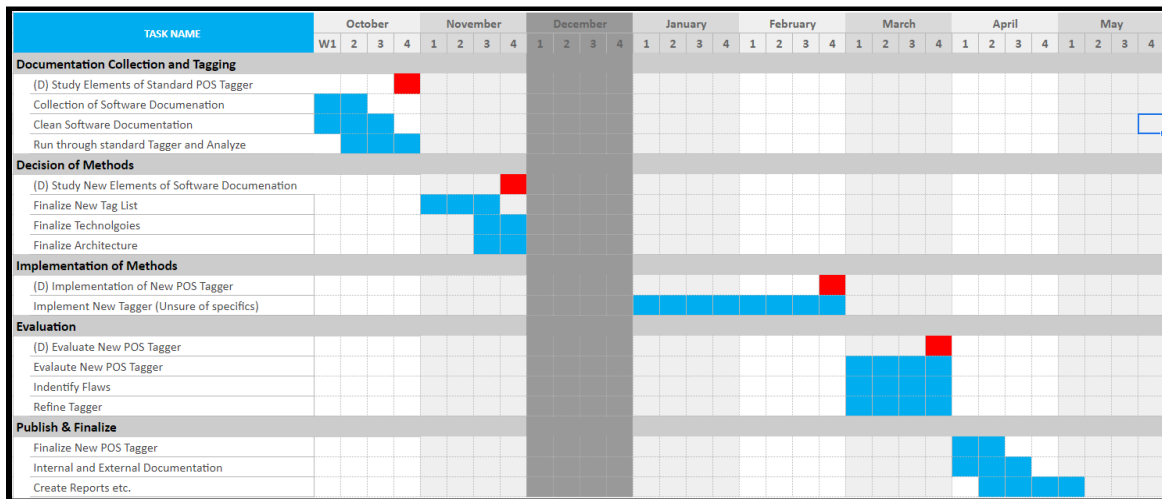 TASK NAME October November December January February March April May
W1 2 3 4 1 2 3 4 1 2 3 4 1 2 3 4 1 2 3 4 1 2 3 4 1 2 3 4 1 2 3 4
Documentation Collection and Tagging
(D) Study Elements of Standard POS Tagger
Collection of Software Documenation
Clean Software Documentation
Run through standard Tagger and Analyze
Decision of Methods
(D) Study New Elements of Software Documenation
Finalize New Tag List
Finalize Technolgoies
Finalize Architecture
Implementation of Methods
(D) Implementation of New POS Tagger
Implement New Tagger (Unsure of specifics)
Evaluation
(D) Evaluate New POS Tagger
Evalaute New POS Tagger
Indentify Flaws
Refine Tagger
Publish & Finalize
Finalize New POS Tagger
Internal and External Documentation
Create Reports etc.